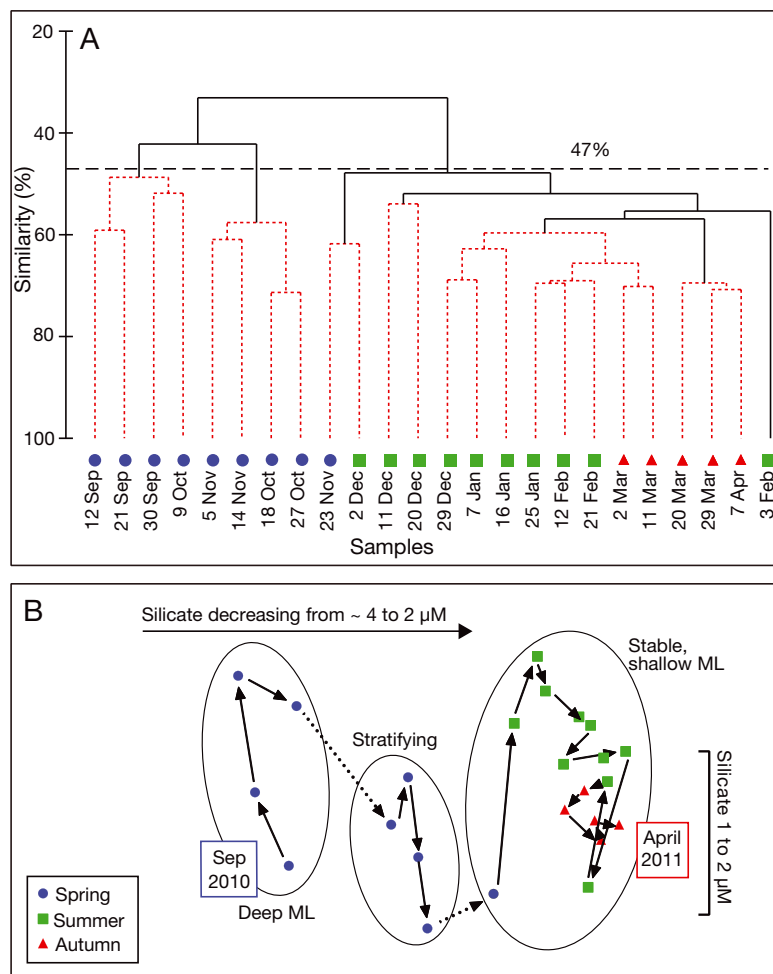 A
20
40
60
80
100
Similarity (%)
47%
12 Sep
21 Sep
30 Sep
9 Oct
5 Nov
14 Nov
18 Oct
27 Oct
23 Nov
2 Dec
11 Dec
20 Dec
29 Dec
7 Jan
16 Jan
25 Jan
12 Feb
21 Feb
2 Mar
11 Mar
20 Mar
29 Mar
7 Apr
3 Feb
Samples
B
Silicate decreasing from ~ 4 to 2 µM
Stable,
shallow ML
Stratifying
Sep
2010
Deep ML
April
2011
Silicate 1 to 2 µM
Spring
Summer
Autumn